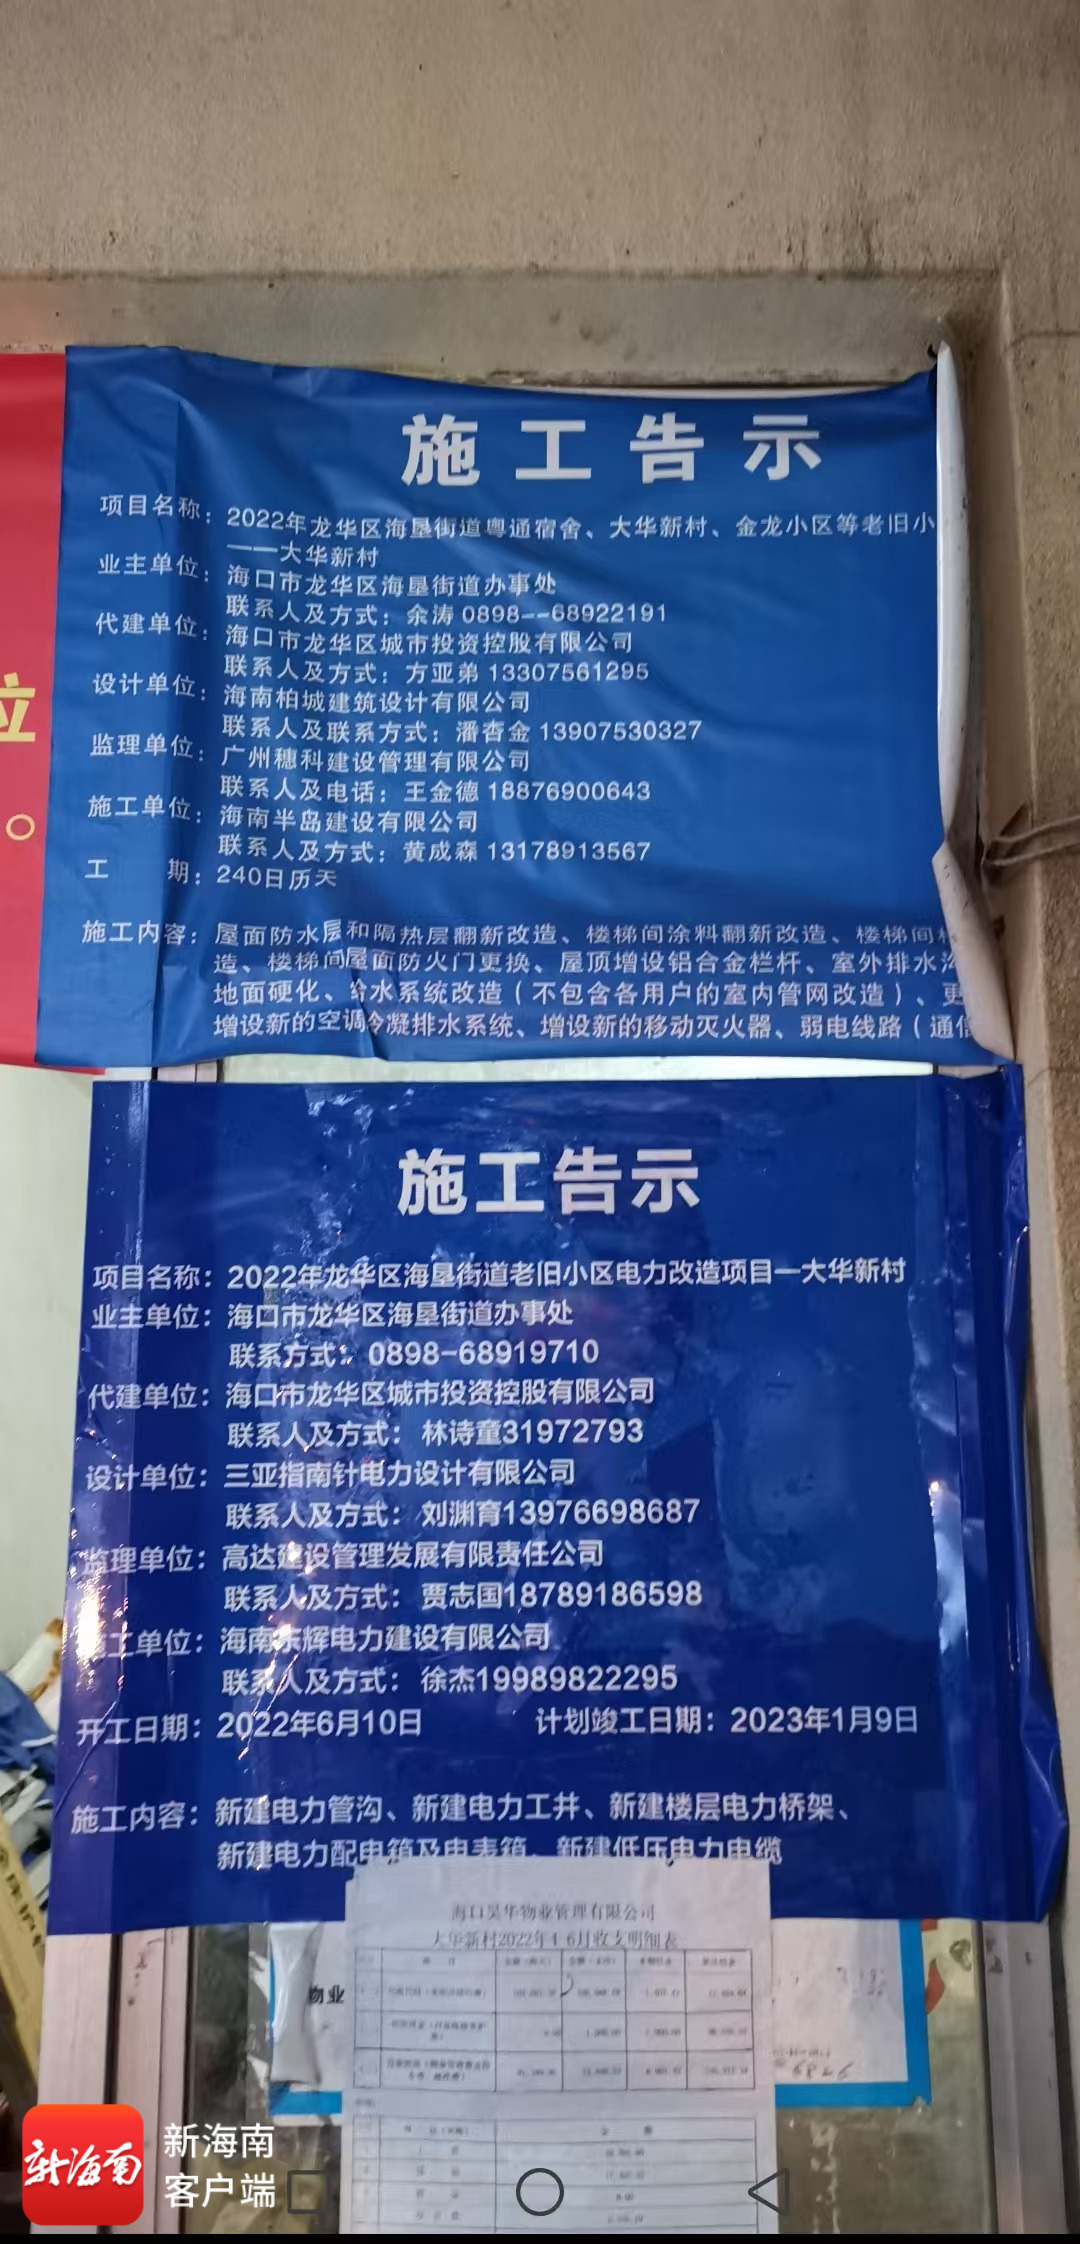 位
。
施工告示
项目名称：2022年龙华区海垦街道粤通宿舍、大华新村、金龙小区等老旧小
——大华新村
业主单位：海口市龙华区海垦街道办事处
联系人及方式：余涛 0898--68922191
代建单位：海口市龙华区城市投资控股有限公司
联系人及方式：方亚弟 13307561295
设计单位：海南柏城建筑设计有限公司
联系人及联系方式：潘杏金 13907530327
监理单位：广州穗科建设管理有限公司
联系人及电话：王金德 18876900643
施工单位：海南半岛建设有限公司
联系人及方式：黄成森 13178913567
工 期：240日历天
施工内容：屋面防水层和隔热层翻新改造、楼梯间涂料翻新改造、楼梯间
造、楼梯间屋面防火门更换、屋顶增设铝合金栏杆、室外排水沟
地面硬化、给水系统改造（不包含各用户的室内管网改造）、更
增设新的空调冷凝排水系统、增设新的移动灭火器、弱电线路（通信
施工告示
项目名称：2022年龙华区海垦街道老旧小区电力改造项目一大华新村
业主单位：海口市龙华区海垦街道办事处
联系方式：0898-68919710
代建单位：海口市龙华区城市投资控股有限公司
联系人及方式：林诗童31972793
设计单位：三亚指南针电力设计有限公司
联系人及方式：刘渊育13976698687
监理单位：高达建设管理发展有限责任公司
联系人及方式：贾志国18789186598
施工单位：海南东辉电力建设有限公司
联系人及方式：徐杰19989822295
开工日期：2022年6月10日 计划竣工日期：2023年1月9日
施工内容：新建电力管沟、新建电力工井、新建楼层电力桥架、
新建电力配电箱及电表箱、新建低压电力电缆
海口昊华物业管理有限公司
大华新村2022年4-6月收支明细表
物业
新海南
新海南
客户端